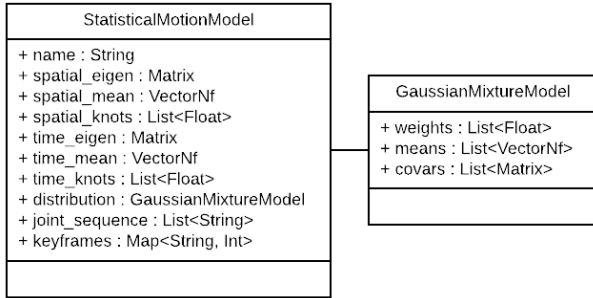 StatisticalMotionModel
+ name : String
+ spatial_eigen : Matrix
+ spatial_mean : VectorNf
+ spatial_knots : List<Float>
+ time_eigen : Matrix
+ time_mean : VectorNf
+ time_knots : List<Float>
+ distribution : GaussianMixtureModel
+ joint_sequence : List<String>
+ keyframes : Map<String, Int>
GaussianMixtureModel
+ weights : List<Float>
+ means : List<VectorNf>
+ covars : List<Matrix>